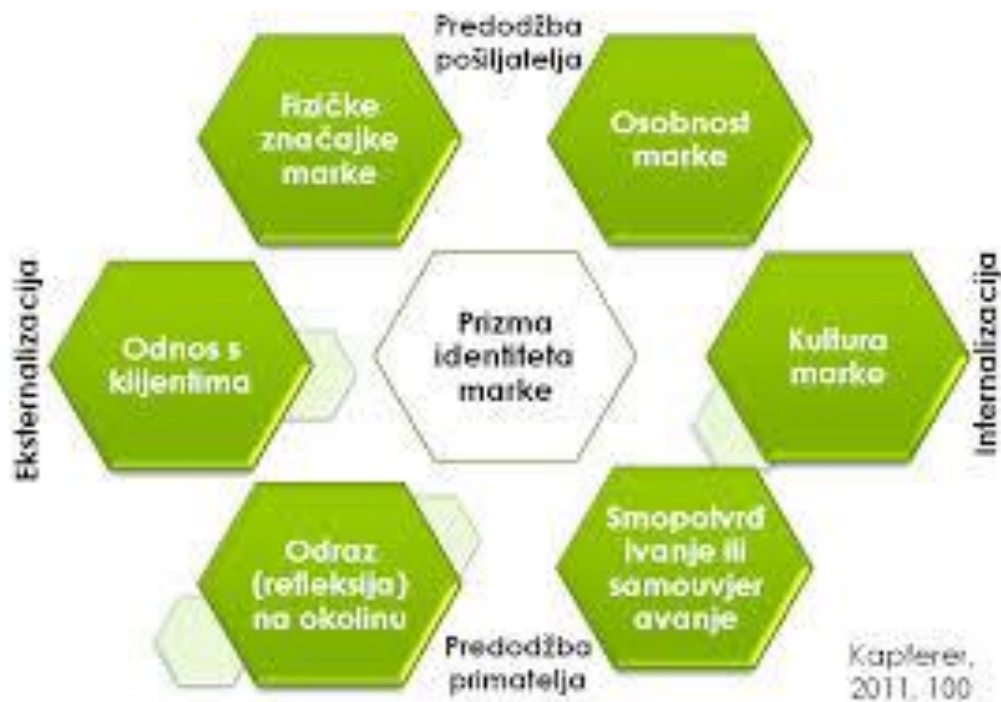 Predodžba
pošiljatelja
Fizičke
značajke
marke
Osobnost
marke
Eksternalizacija
Odnos s
klijentima
Prizma
identiteta
marke
Kultura
marke
Internalizacija
Odraz
(refleksija)
na okolinu
Smopotvrđ
ivanje ili
samouvjer
avanje
Predodžba
primatelja
Kapferer,
2011, 100